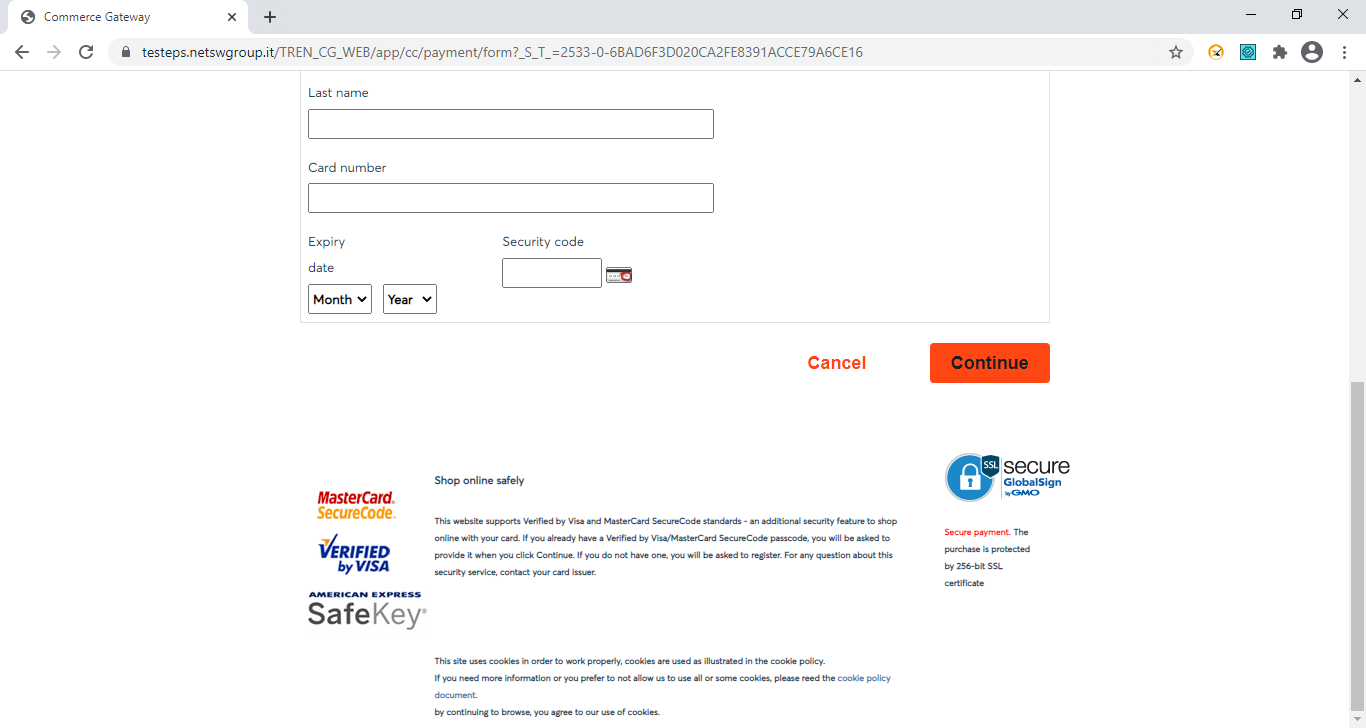 Commerce Gateway
testeps.netswgroup.it/TREN_CG_WEB/app/cc/payment/form?_S_T_=2533-0-6BAD6F3D020CA2FE8391ACCE79A6CE16
Last name
Card number
Expiry
date
Security code
Month
Year
Cancel
Continue
MasterCard.
SecureCode.
VERIFIED
by VISA
AMERICAN EXPRESS
SafeKey®
Shop online safely
This website supports Verified by Visa and MasterCard SecureCode standards - an additional security feature to shop
online with your card. If you already have a Verified by Visa/MasterCard SecureCode passcode, you will be asked to
provide it when you click Continue. If you do not have one, you will be asked to register. For any question about this
security service, contact your card issuer.
SSL
secure
GlobalSign
by GMO
Secure payment. The
purchase is protected
by 256-bit SSL
certificate
This site uses cookies in order to work properly, cookies are used as illustrated in the cookie policy.
If you need more information or you prefer to not allow us to use all or some cookies, please reed the cookie policy
document.
by continuing to browse, you agree to our use of cookies.